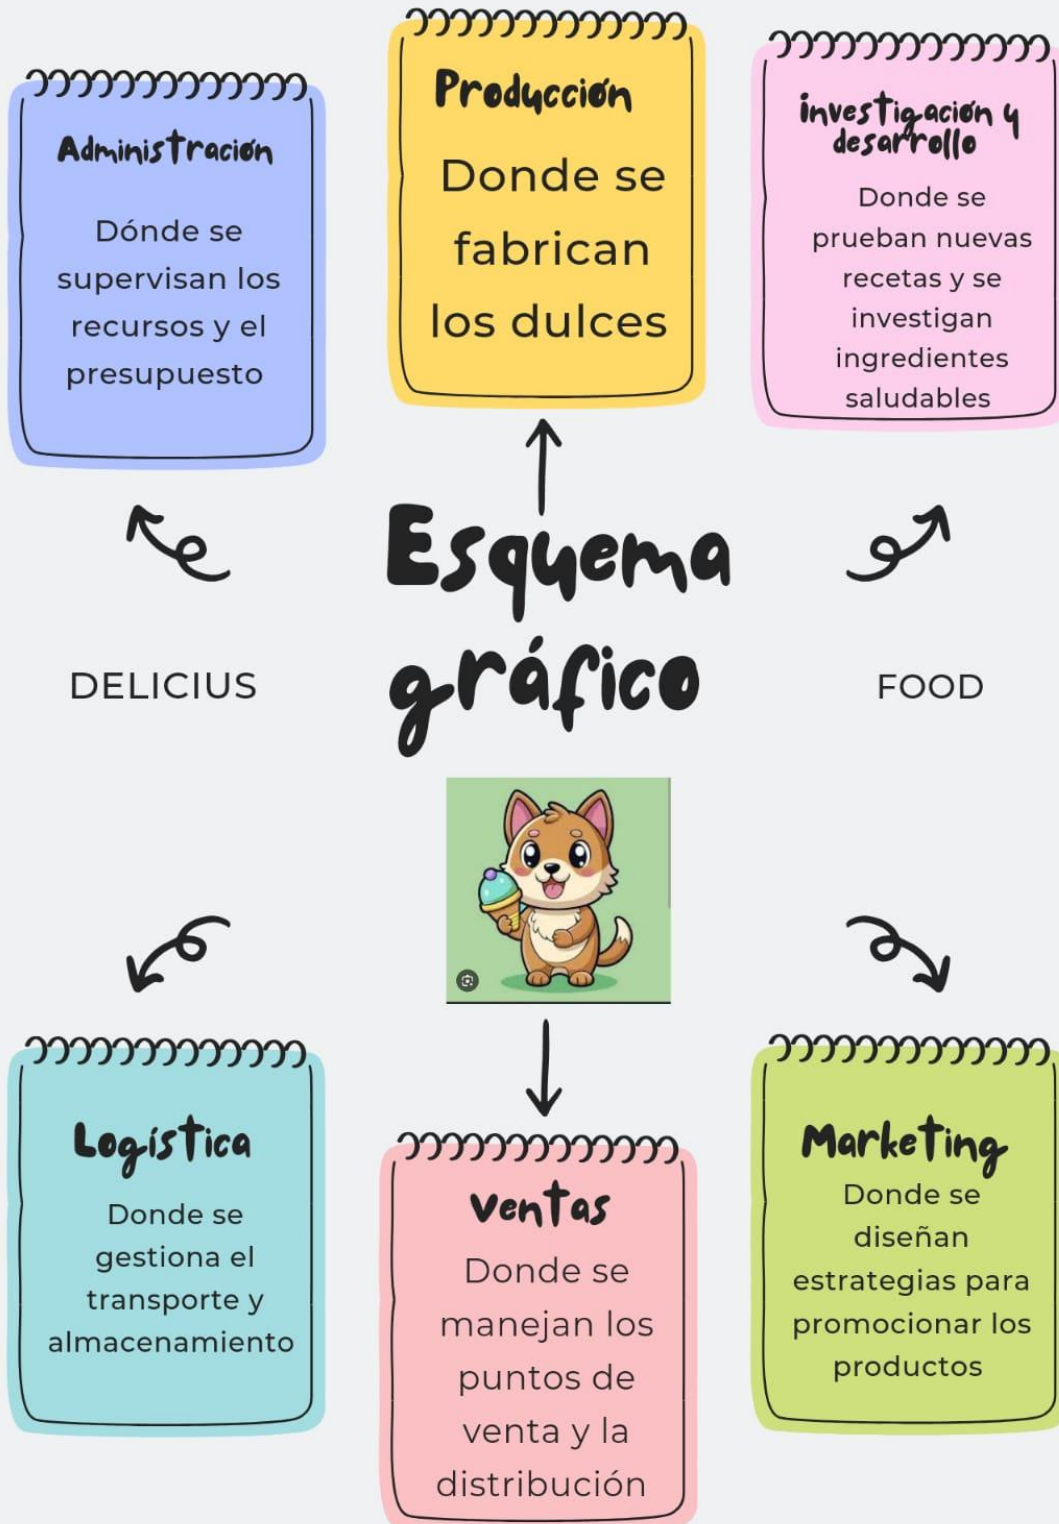 Administración
Dónde se
supervisan los
recursos y el
presupuesto
Producción
Donde se
fabrican
los dulces
investigación y
desarrollo
Donde se
prueban nuevas
recetas y se
investigan
ingredientes
saludables
Esquema
gráfico
DELICIUS
FOOD
Logística
Donde se
gestiona el
transporte y
almacenamiento
ventas
Donde se
manejan los
puntos de
venta y la
distribución
Marketing
Donde se
diseñan
estrategias para
promocionar los
productos